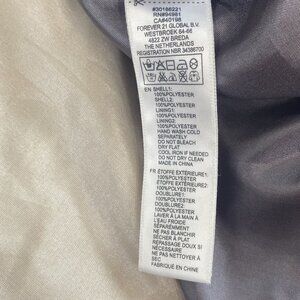 #30186221
RN#94981
CA#40198
FOREVER 21 GLOBAL B.V.
WESTBROEK 64-66
4822 ZW BREDA
THE NETHERLANDS
REGISTRATION NBR 34386700
EN :SHELL1:
100%POLYESTER
SHELL2:
100%POLYESTER
LINING1:
100%POLYESTER
LINING2:
100%POLYESTER
HAND WASH COLD
SEPARATELY
DO NOT BLEACH
DRY FLAT
COOL IRON IF NEEDED
DO NOT DRY CLEAN
MADE IN CHINA
FR :ÉTOFFE EXTÉRIEURE1:
100%POLYESTER
ÉTOFFE EXTÉRIEURE2:
100%POLYESTER
DOUBLURE1:
100%POLYESTER
DOUBLURE2:
100%POLYESTER
LAVER À LA MAIN À
L'EAU FROIDE
SÉPARÉMENT
NE PAS BLANCHIR
SÉCHER À PLAT
REPASSAGE DOUX SI
NÉCESSAIRE
NE PAS NETTOYER À
SEC
FABRIQUÉ EN CHINE